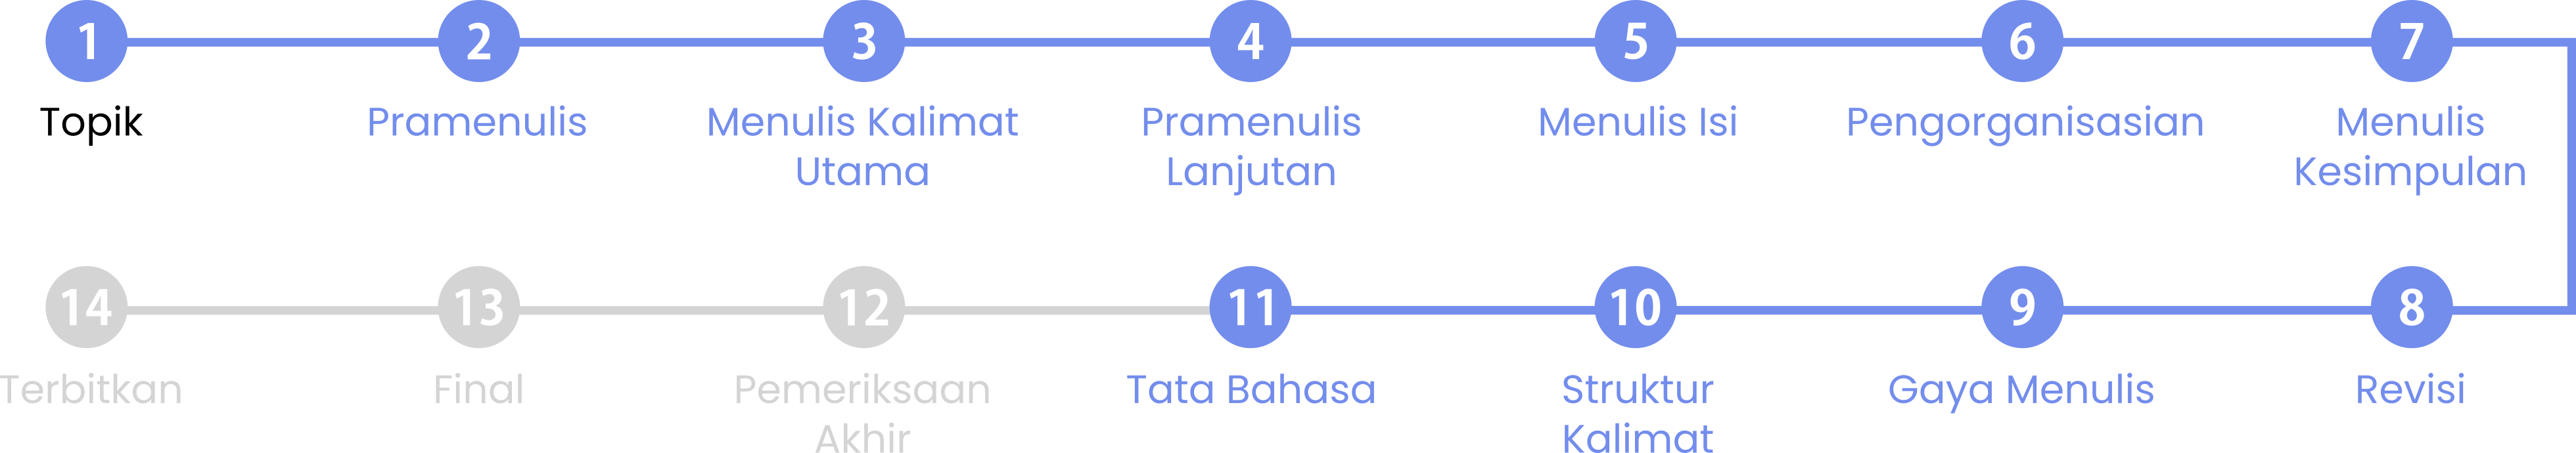 1 2 3 4 5 6 7
Topik Pramenulis Menulis Kalimat Pramenulis Menulis Isi Pengorganisasian Menulis
Utama Lanjutan Kesimpulan
14 13 12 11 10 9 8
Terbitkan Final Pemeriksaan Tata Bahasa Struktur Gaya Menulis Revisi
Akhir Kalimat